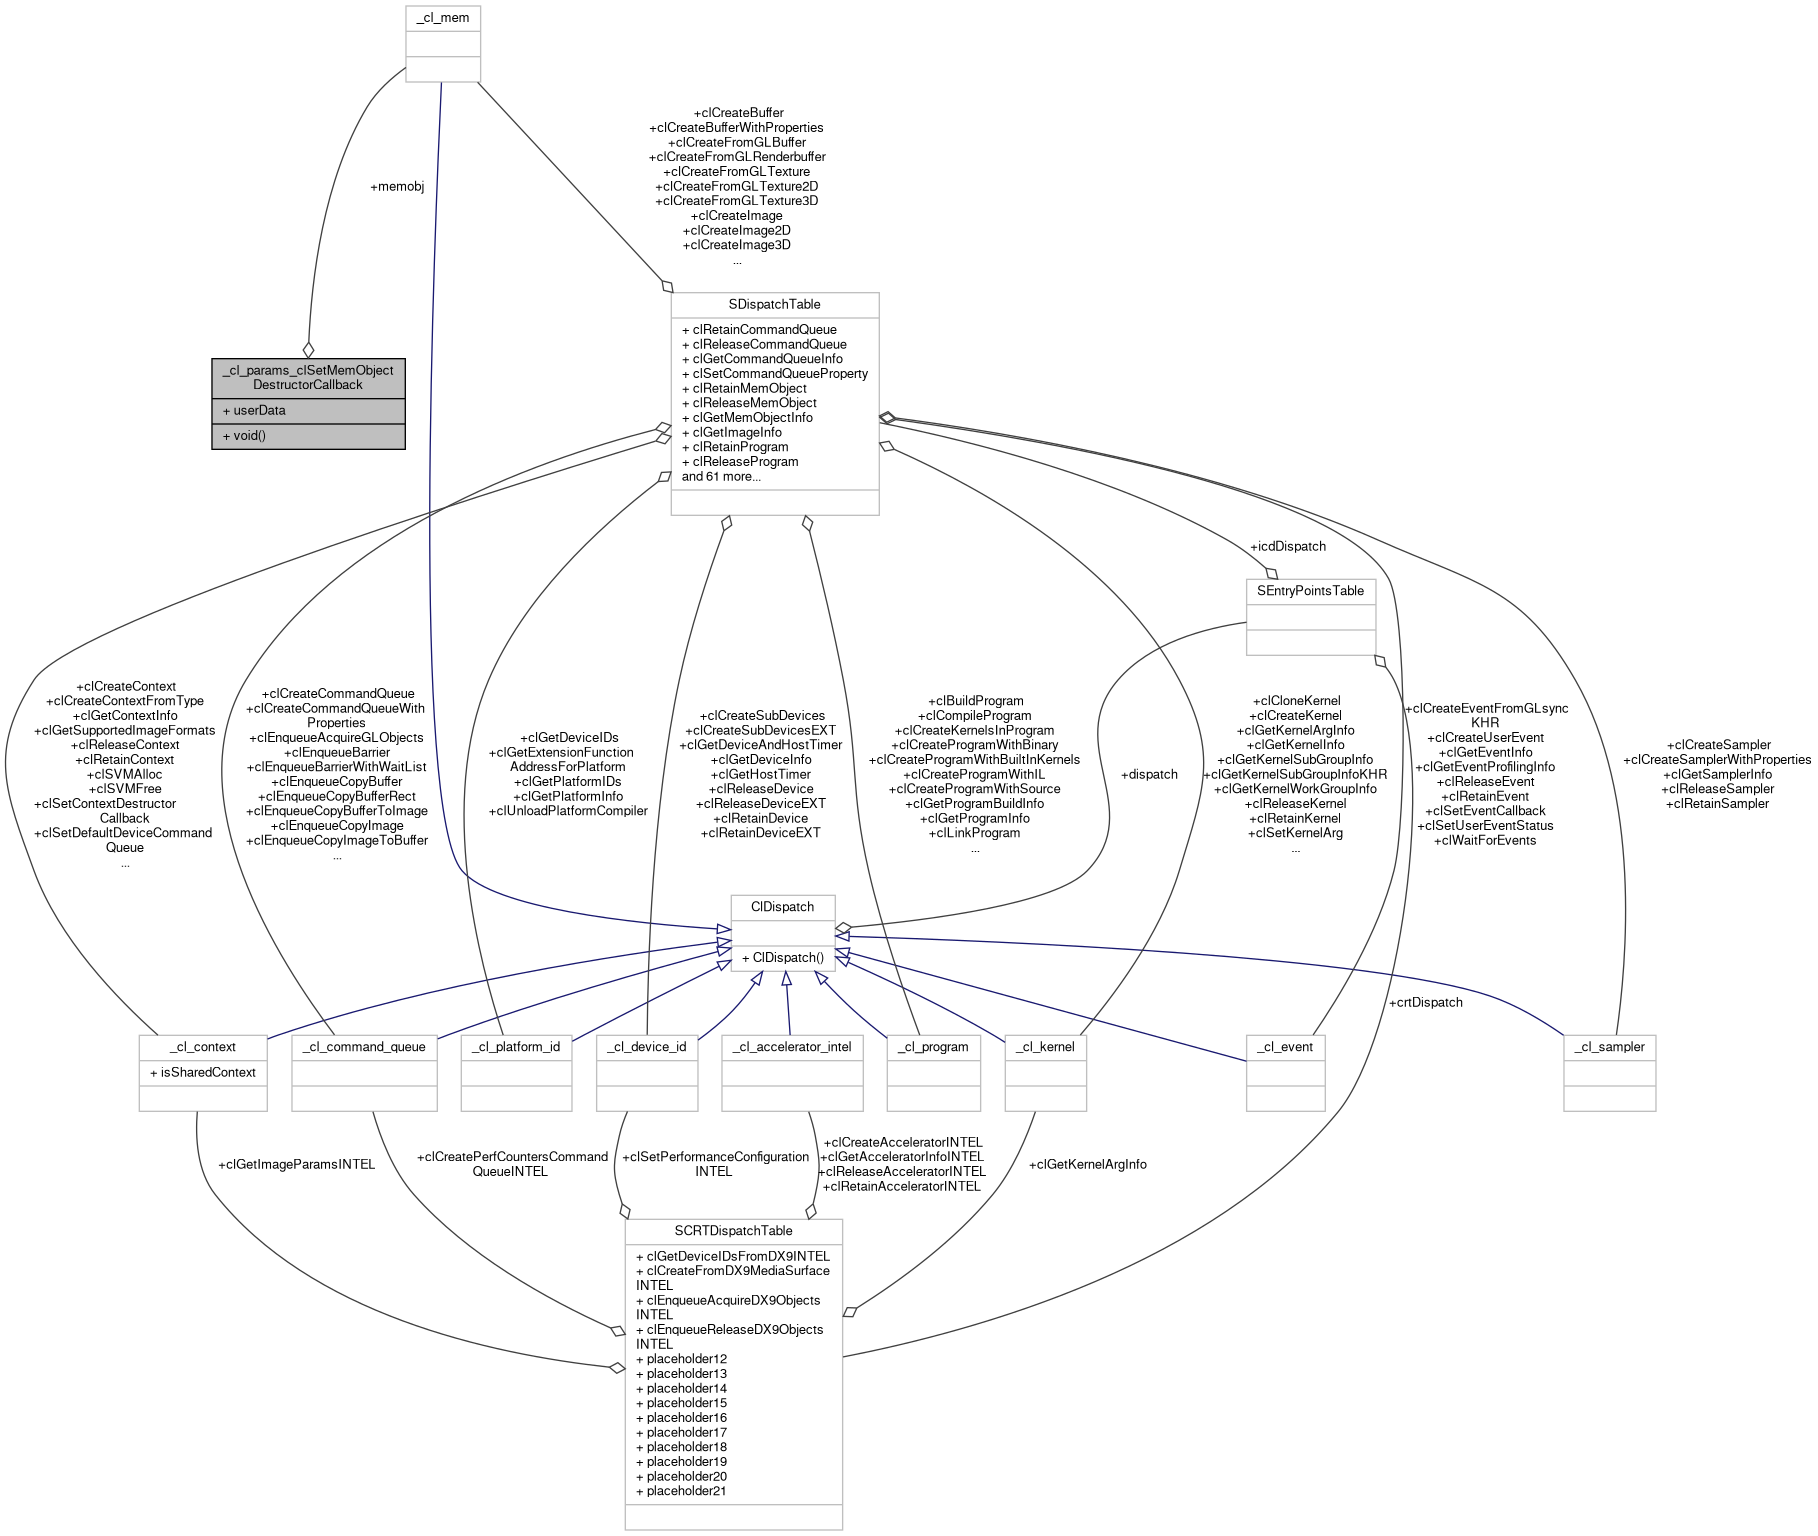 _cl_mem
+clCreateBuffer
+clCreateBufferWithProperties
+clCreateFromGLBuffer
+clCreateFromGLRenderbuffer
+clCreateFromGLTexture
+clCreateFromGLTexture2D
+clCreateFromGLTexture3D
+clCreateImage
+clCreateImage2D
+clCreateImage3D
...
+memobj
SDispatchTable
+ clRetainCommandQueue
+ clReleaseCommandQueue
+ clGetCommandQueueInfo
+ clSetCommandQueueProperty
+ clRetainMemObject
+ clReleaseMemObject
+ clGetMemObjectInfo
+ clGetImageInfo
+ clRetainProgram
+ clReleaseProgram
and 61 more...
_cl_params_clSetMemObject
DestructorCallback
+ userData
+ void()
+icdDispatch
SEntryPointsTable
+clCreateContext
+clCreateContextFromType
+clGetContextInfo
+clGetSupportedImageFormats
+clReleaseContext
+clRetainContext
+clSVMAlloc
+clSVMFree
+clSetContextDestructor
Callback
+clSetDefaultDeviceCommand
Queue
...
+clCreateCommandQueue
+clCreateCommandQueueWith
Properties
+clEnqueueAcquireGLObjects
+clEnqueueBarrier
+clEnqueueBarrierWithWaitList
+clEnqueueCopyBuffer
+clEnqueueCopyBufferRect
+clEnqueueCopyBufferToImage
+clEnqueueCopyImage
+clEnqueueCopyImageToBuffer
...
+clGetDeviceIDs
+clGetExtensionFunction
AddressForPlatform
+clGetPlatformIDs
+clGetPlatformInfo
+clUnloadPlatformCompiler
+clCreateSubDevices
+clCreateSubDevicesEXT
+clGetDeviceAndHostTimer
+clGetDeviceInfo
+clGetHostTimer
+clReleaseDevice
+clReleaseDeviceEXT
+clRetainDevice
+clRetainDeviceEXT
+clBuildProgram
+clCompileProgram
+clCreateKernelsInProgram
+clCreateProgramWithBinary
+clCreateProgramWithBuiltInKernels
+clCreateProgramWithIL
+clCreateProgramWithSource
+clGetProgramBuildInfo
+clGetProgramInfo
+clLinkProgram
...
+dispatch
+clCloneKernel
+clCreateKernel
+clGetKernelArgInfo
+clGetKernelInfo
+clGetKernelSubGroupInfo
+clGetKernelSubGroupInfoKHR
+clGetKernelWorkGroupInfo
+clReleaseKernel
+clRetainKernel
+clSetKernelArg
...
+clCreateEventFromGLsync
KHR
+clCreateUserEvent
+clGetEventInfo
+clGetEventProfilingInfo
+clReleaseEvent
+clRetainEvent
+clSetEventCallback
+clSetUserEventStatus
+clWaitForEvents
+clCreateSampler
+clCreateSamplerWithProperties
+clGetSamplerInfo
+clReleaseSampler
+clRetainSampler
ClDispatch
+ ClDispatch()
+crtDispatch
_cl_context
+ isSharedContext
_cl_command_queue
_cl_platform_id
_cl_device_id
_cl_accelerator_intel
_cl_program
_cl_kernel
_cl_event
_cl_sampler
+clGetImageParamsINTEL
+clCreatePerfCountersCommand
QueueINTEL
+clSetPerformanceConfiguration
INTEL
+clCreateAcceleratorINTEL
+clGetAcceleratorInfoINTEL
+clReleaseAcceleratorINTEL
+clRetainAcceleratorINTEL
+clGetKernelArgInfo
SCRTDispatchTable
+ clGetDeviceIDsFromDX9INTEL
+ clCreateFromDX9MediaSurface
INTEL
+ clEnqueueAcquireDX9Objects
INTEL
+ clEnqueueReleaseDX9Objects
INTEL
+ placeholder12
+ placeholder13
+ placeholder14
+ placeholder15
+ placeholder16
+ placeholder17
+ placeholder18
+ placeholder19
+ placeholder20
+ placeholder21